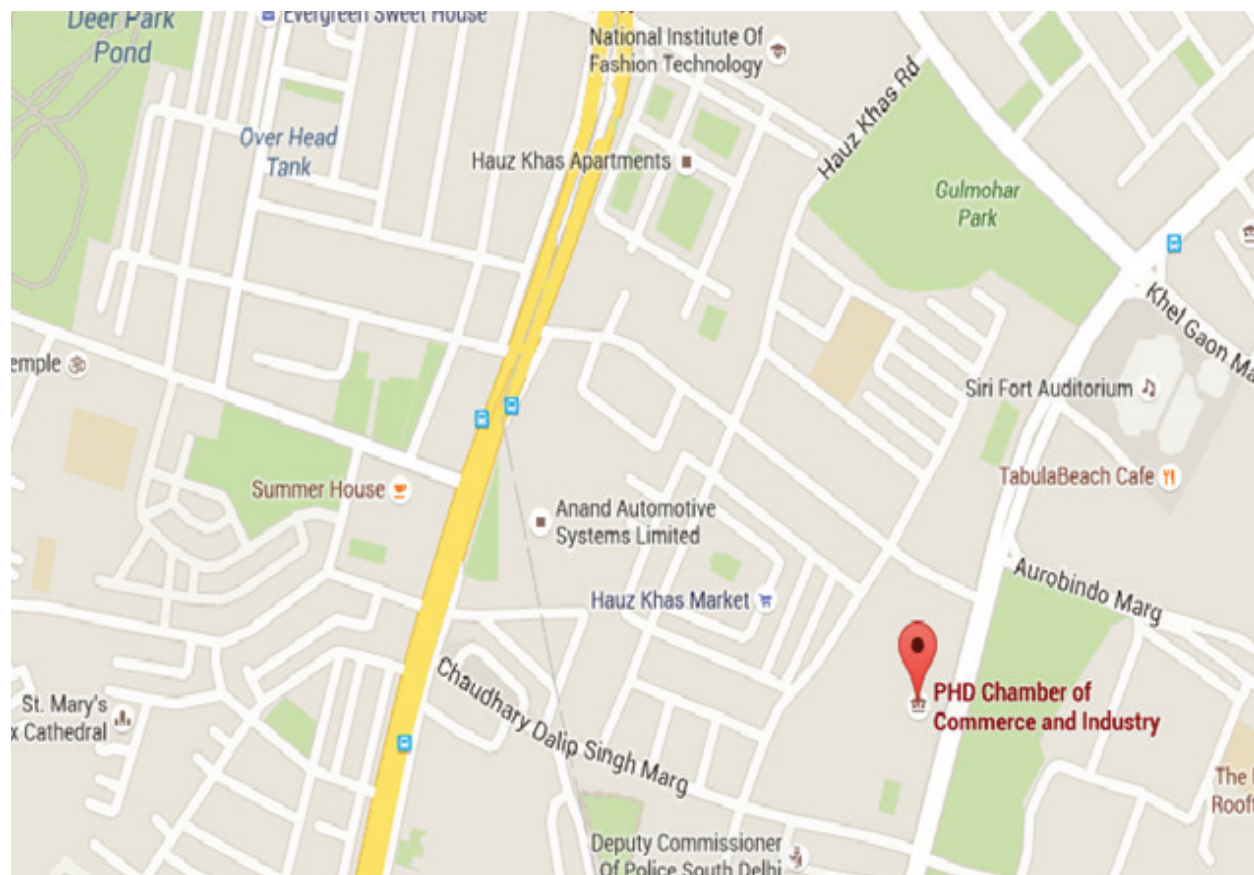 Deer Park
Pond
Evergreen Sweet House
National Institute Of
Fashion Technology
Hauz Khas Rd
Over Head
Tank
Hauz Khas Apartments
Gulmohar
Park
Khel Gaon Ma
emple
Siri Fort Auditorium
Summer House
TabulaBeach Cafe
Anand Automotive
Systems Limited
Aurobindo Marg
Hauz Khas Market
Chaudhary Dalip Singh Marg
PHD Chamber of
Commerce and Industry
St. Mary's
x Cathedral
The
Roof
Deputy Commissioner
Of Police South Delhi